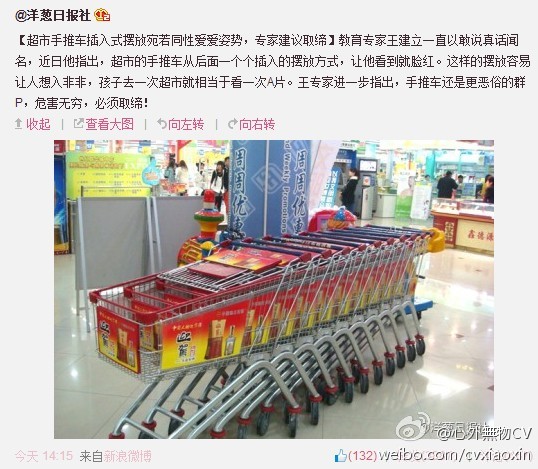 @洋葱日报社
【超市手推车插入式摆放宛若同性爱爱姿势,专家建议取缔】教育专家王建立一直以敢说真话闻
名,近日他指出,超市的手推车从后面一个个插入的摆放方式,让他看到就脸红。这样的摆放容易
让人想入非非,孩子去一次超市就相当于看一次A片。王专家进一步指出,手推车还是更恶俗的群
P,危害无穷,必须取缔!
收起 | 查看大图 | 向左转 | 向右转
周周优惠
周周优惠
Weekly Promotions
@洋葱日报社
@心外無物CV
weibo.com/cvxiaoxin
今天 14:15 来自新浪微博
(132)